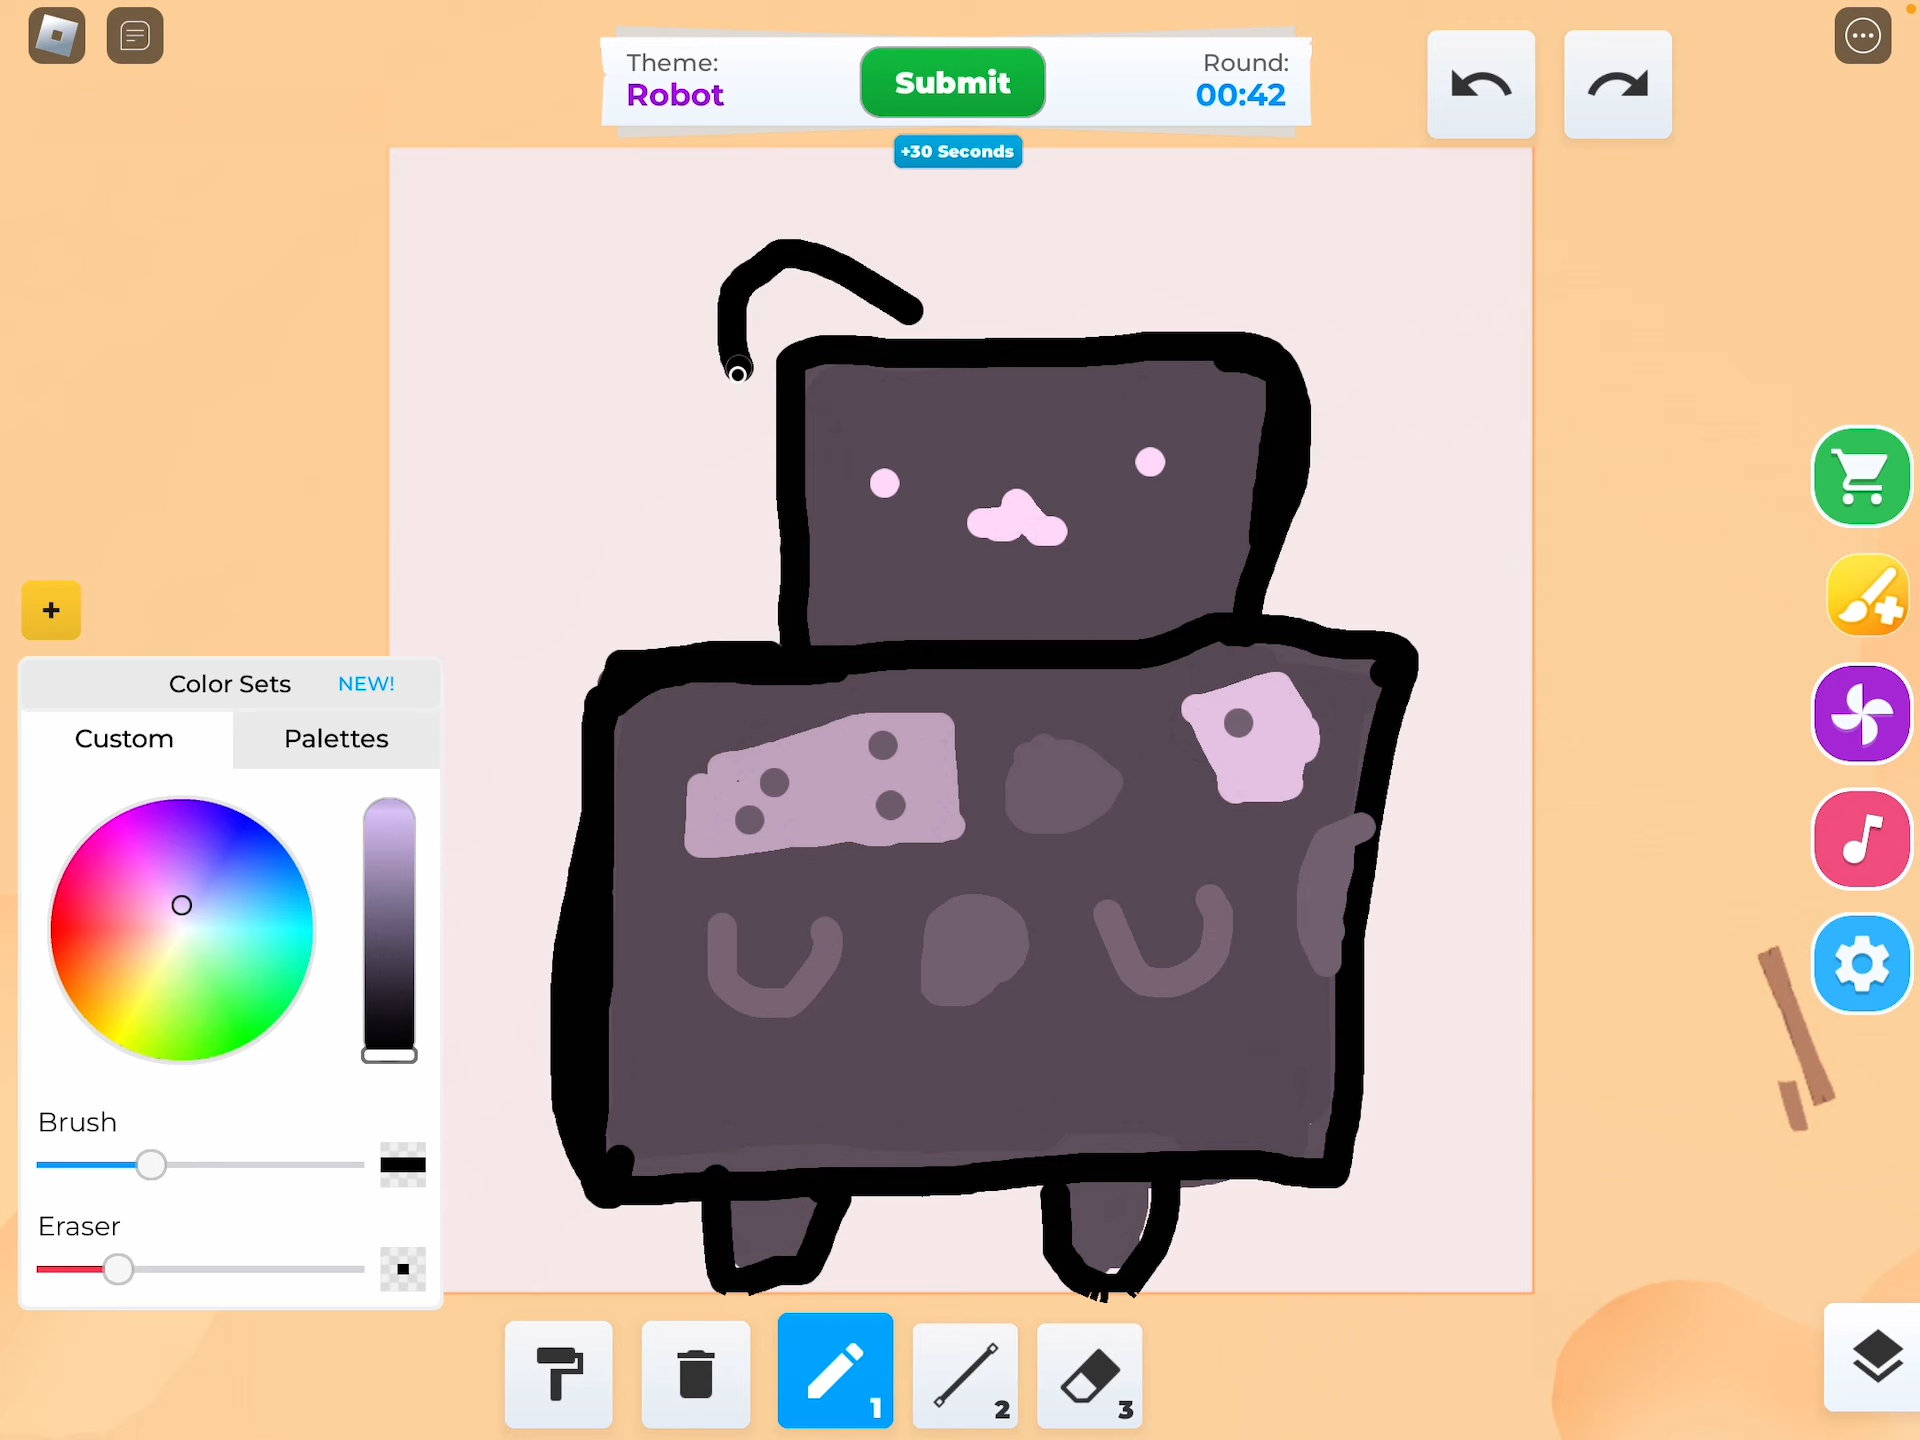 Theme:
Robot
Submit
Round:
00:42
+30 Seconds
+
Color Sets NEW!
Custom Palettes
Brush
Eraser
1
2
3